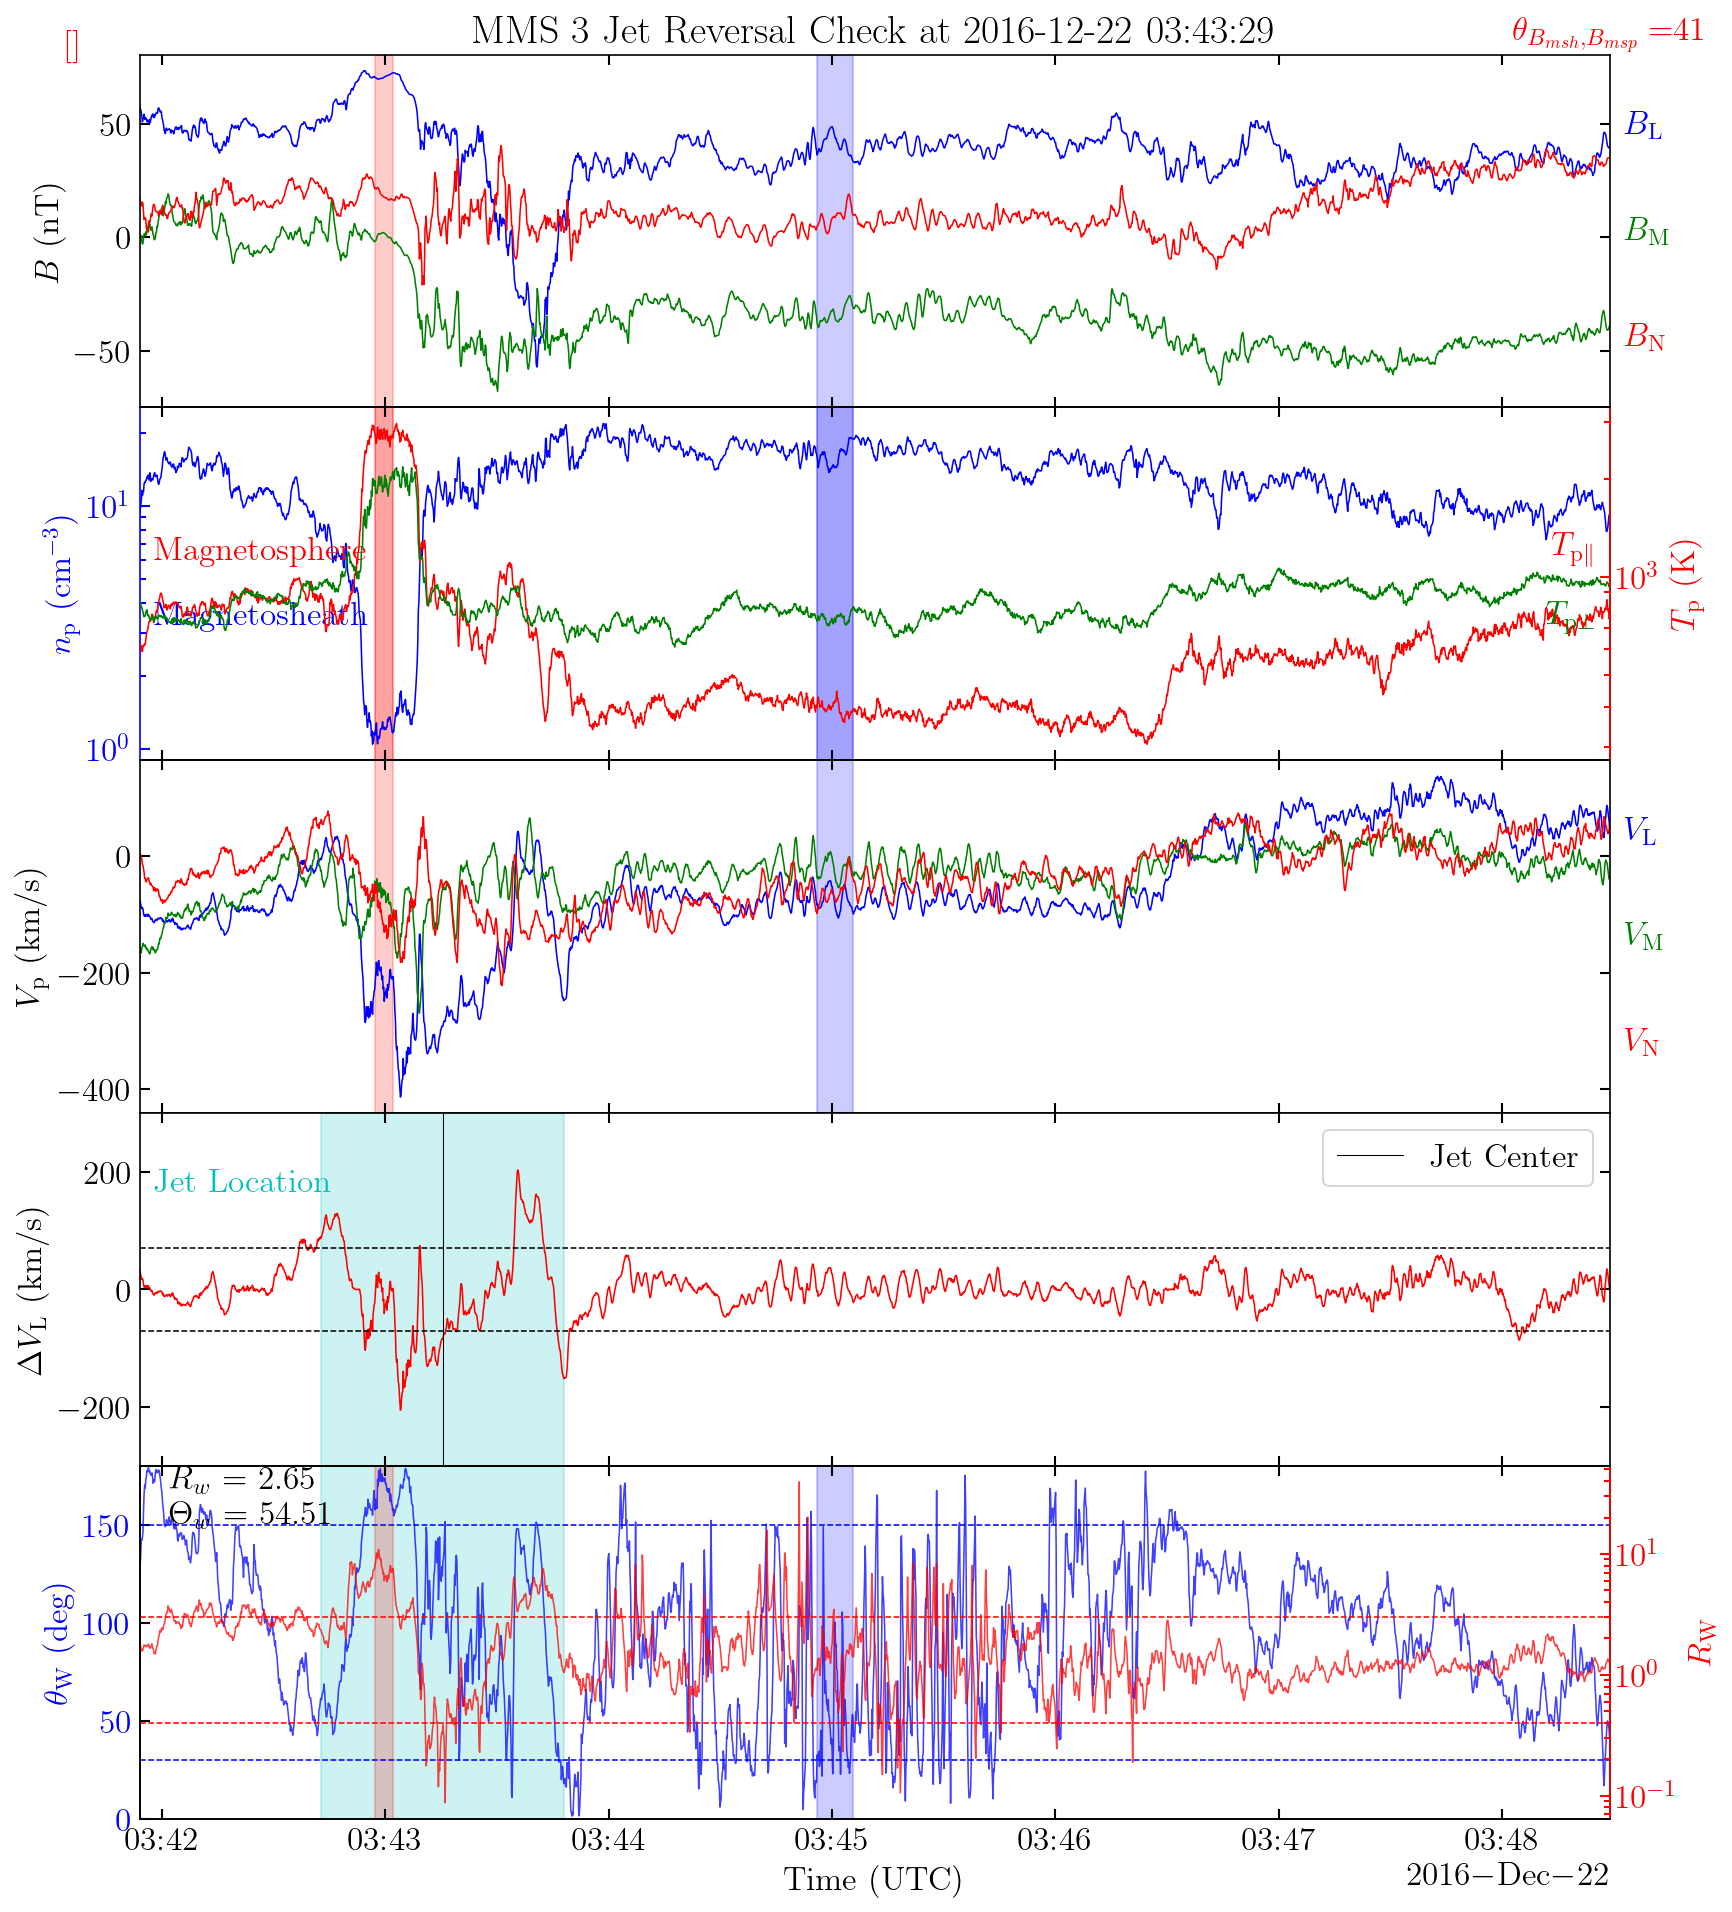 MMS 3 Jet Reversal Check at 2016-12-22 03:43:29
[]
θ_{B_{msh},B_{msp}} =41
B (nT)
50
0
−50
B_L
B_M
B_N
n_p (cm^{−3})
10^1
10^0
Magnetosphere
Magnetosheath
T_{p∥}
T_{p⊥}
10^3
T_p (K)
V_p (km/s)
0
−200
−400
V_L
V_M
V_N
ΔV_L (km/s)
200
0
−200
Jet Location
Jet Center
R_w = 2.65
Θ_w = 54.51
θ_W (deg)
150
100
50
0
10^1
10^0
10^{−1}
R_W
03:42 03:43 03:44 03:45 03:46 03:47 03:48
Time (UTC)
2016−Dec−22